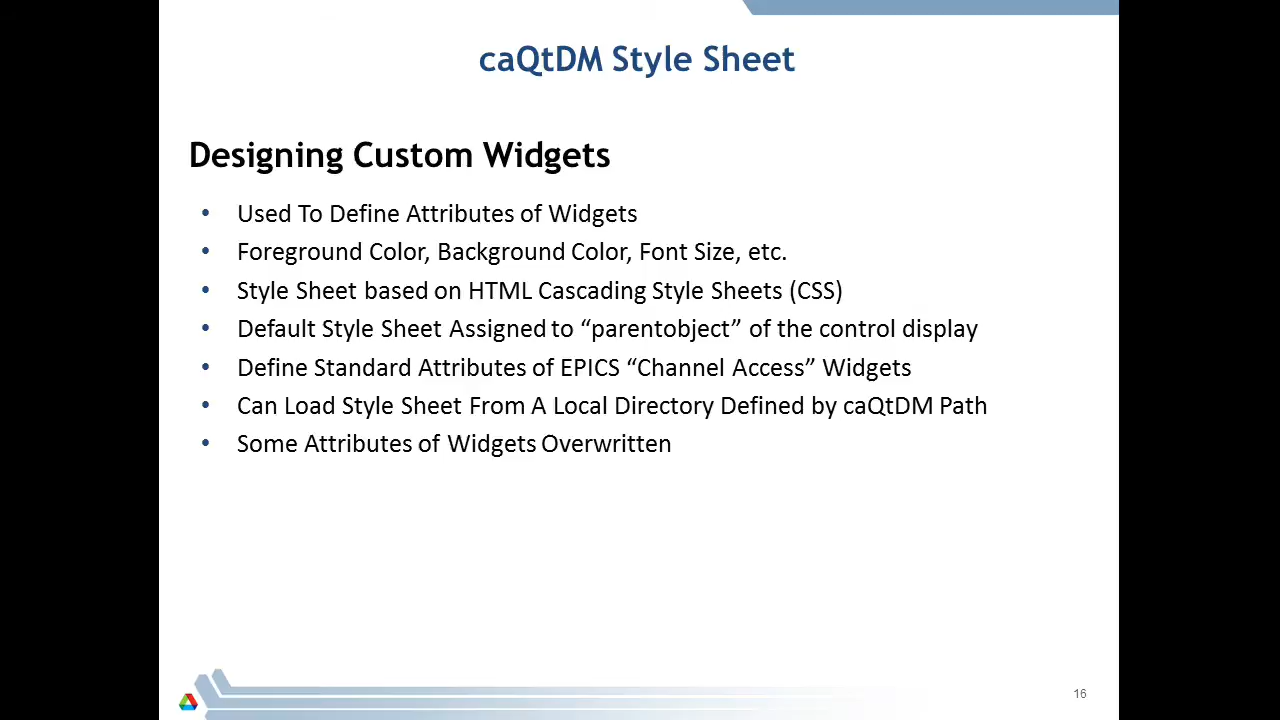 caQtDM Style Sheet
Designing Custom Widgets
• Used To Define Attributes of Widgets
• Foreground Color, Background Color, Font Size, etc.
• Style Sheet based on HTML Cascading Style Sheets (CSS)
• Default Style Sheet Assigned to “parentobject” of the control display
• Define Standard Attributes of EPICS “Channel Access” Widgets
• Can Load Style Sheet From A Local Directory Defined by caQtDM Path
• Some Attributes of Widgets Overwritten
16